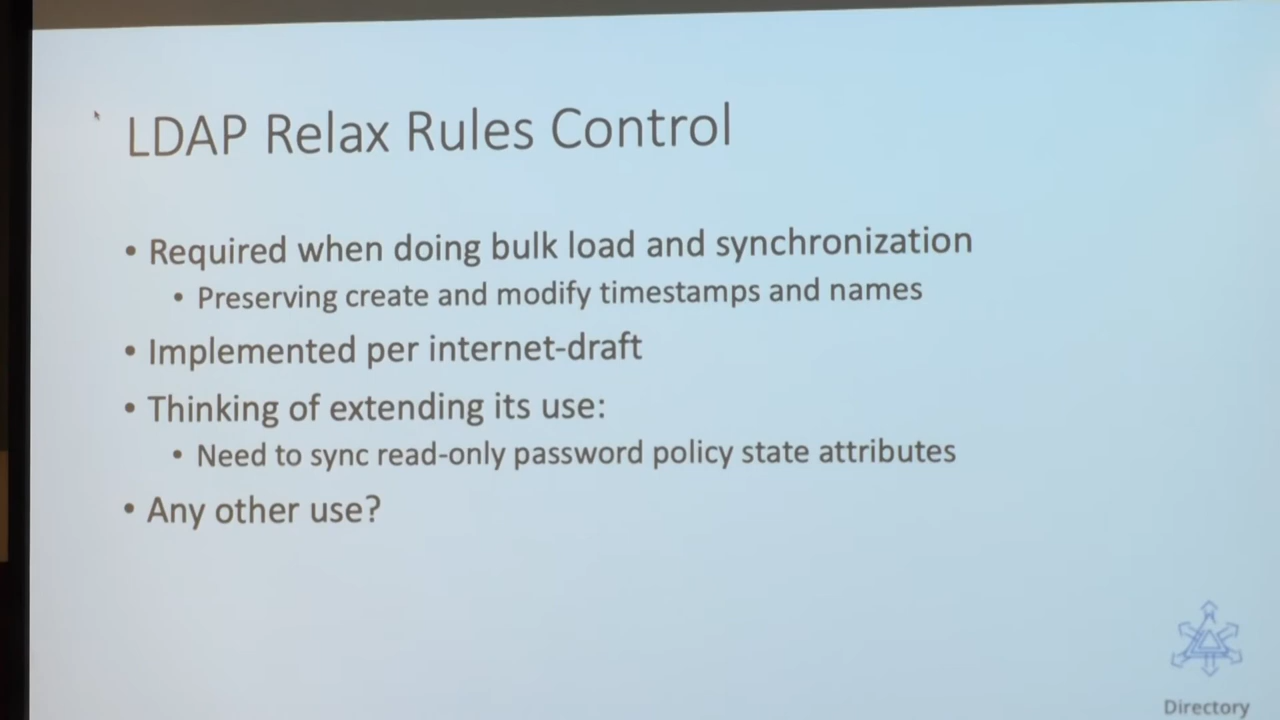 LDAP Relax Rules Control
• Required when doing bulk load and synchronization
• Preserving create and modify timestamps and names
• Implemented per internet-draft
• Thinking of extending its use:
• Need to sync read-only password policy state attributes
• Any other use?
Directory